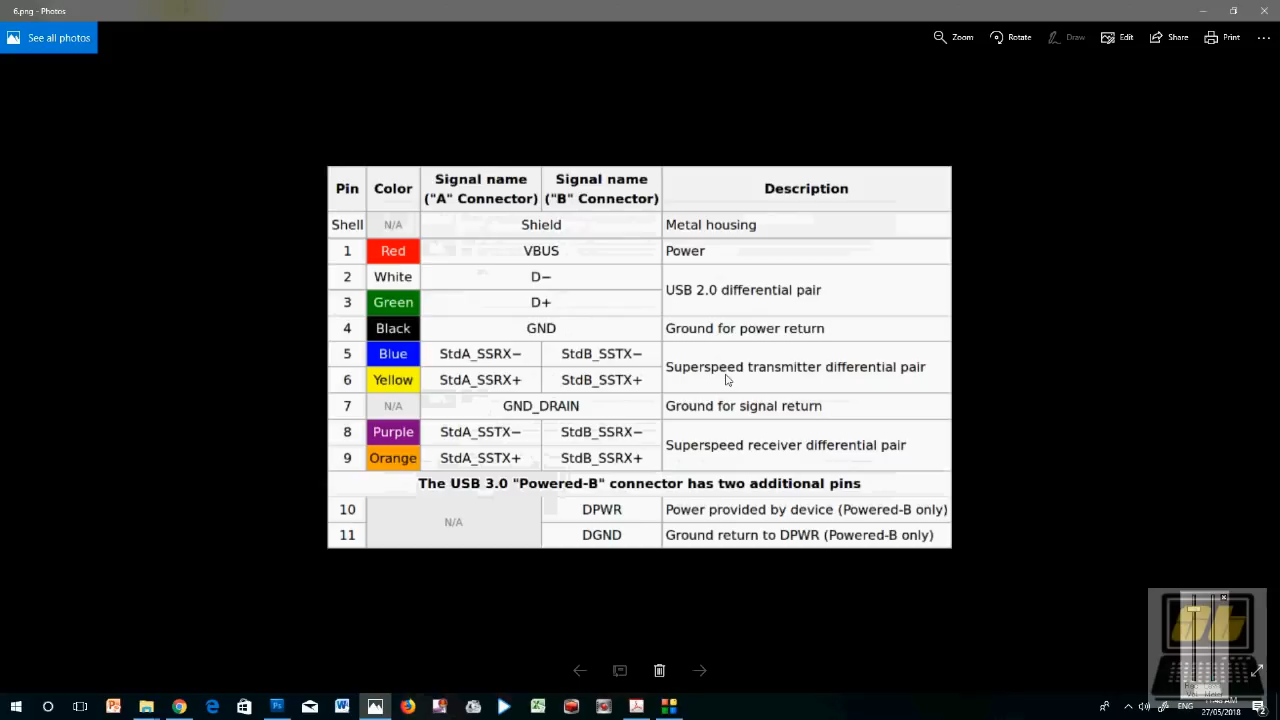 6.png - Photos
See all photos
Zoom
Rotate
Draw
Edit
Share
Print
Pin Color Signal name ("A" Connector) Signal name ("B" Connector) Description
Shell N/A Shield Metal housing
1 Red VBUS Power
2 White D− USB 2.0 differential pair
3 Green D+
4 Black GND Ground for power return
5 Blue StdA_SSRX− StdB_SSTX− Superspeed transmitter differential pair
6 Yellow StdA_SSRX+ StdB_SSTX+
7 N/A GND_DRAIN Ground for signal return
8 Purple StdA_SSTX− StdB_SSRX− Superspeed receiver differential pair
9 Orange StdA_SSTX+ StdB_SSRX+
The USB 3.0 "Powered-B" connector has two additional pins
10 N/A DPWR Power provided by device (Powered-B only)
11 DGND Ground return to DPWR (Powered-B only)
ENG
27/05/2018